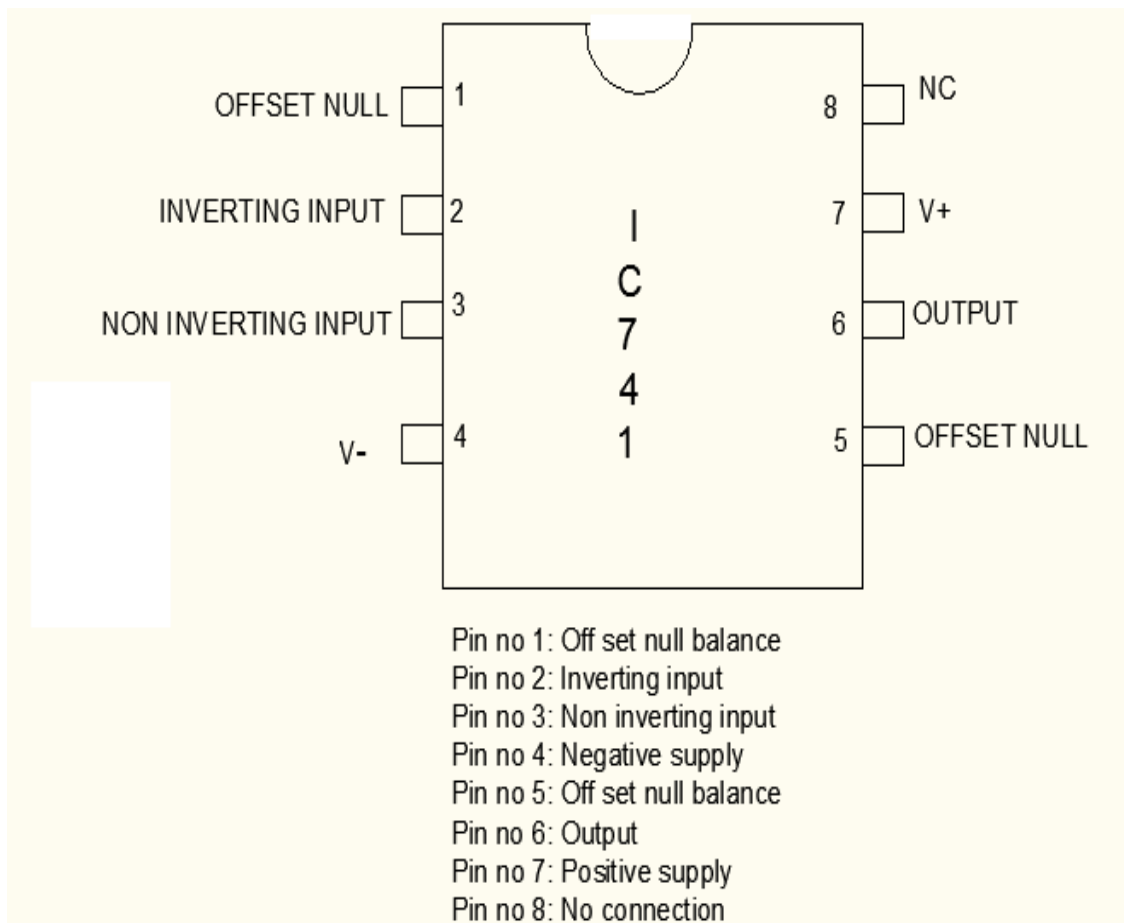 OFFSET NULL
1
8
NC
INVERTING INPUT
2
7
V+
NON INVERTING INPUT
3
6
OUTPUT
V-
4
5
OFFSET NULL
I
C
7
4
1
Pin no 1: Off set null balance
Pin no 2: Inverting input
Pin no 3: Non inverting input
Pin no 4: Negative supply
Pin no 5: Off set null balance
Pin no 6: Output
Pin no 7: Positive supply
Pin no 8: No connection